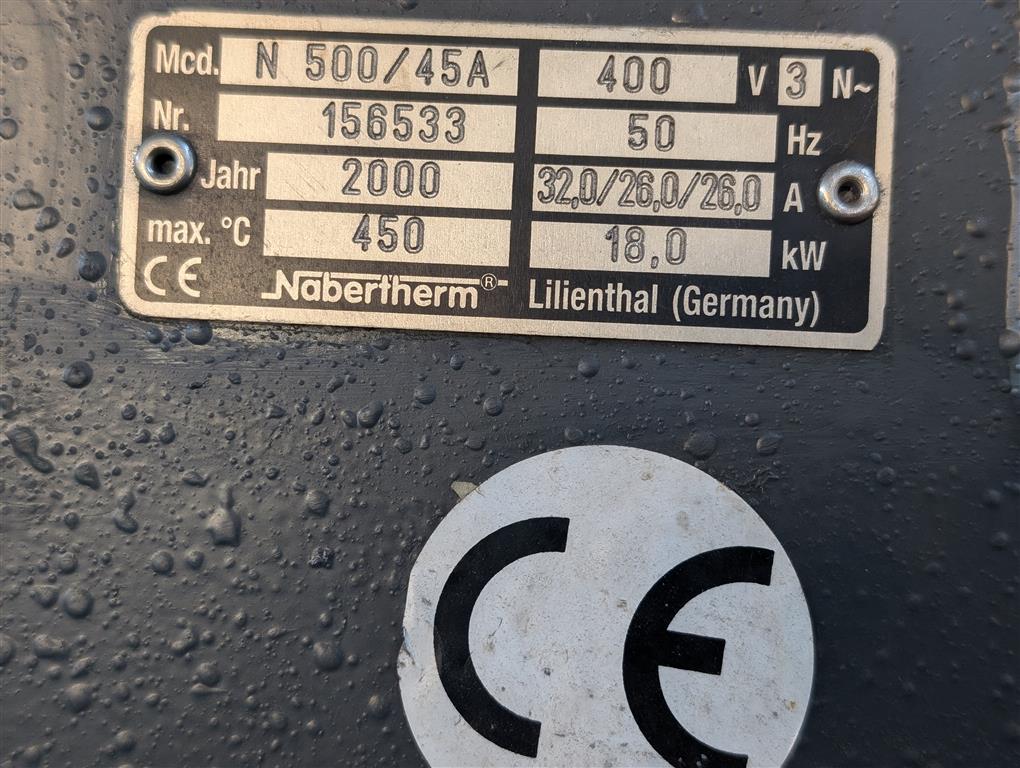 Mod. N 500/45A 400 V 3 N~
Nr. 156533 50 Hz
Jahr 2000 32,0/26,0/26,0 A
max. °C 450 18,0 kW
CE Nabertherm® Lilienthal (Germany)
CE